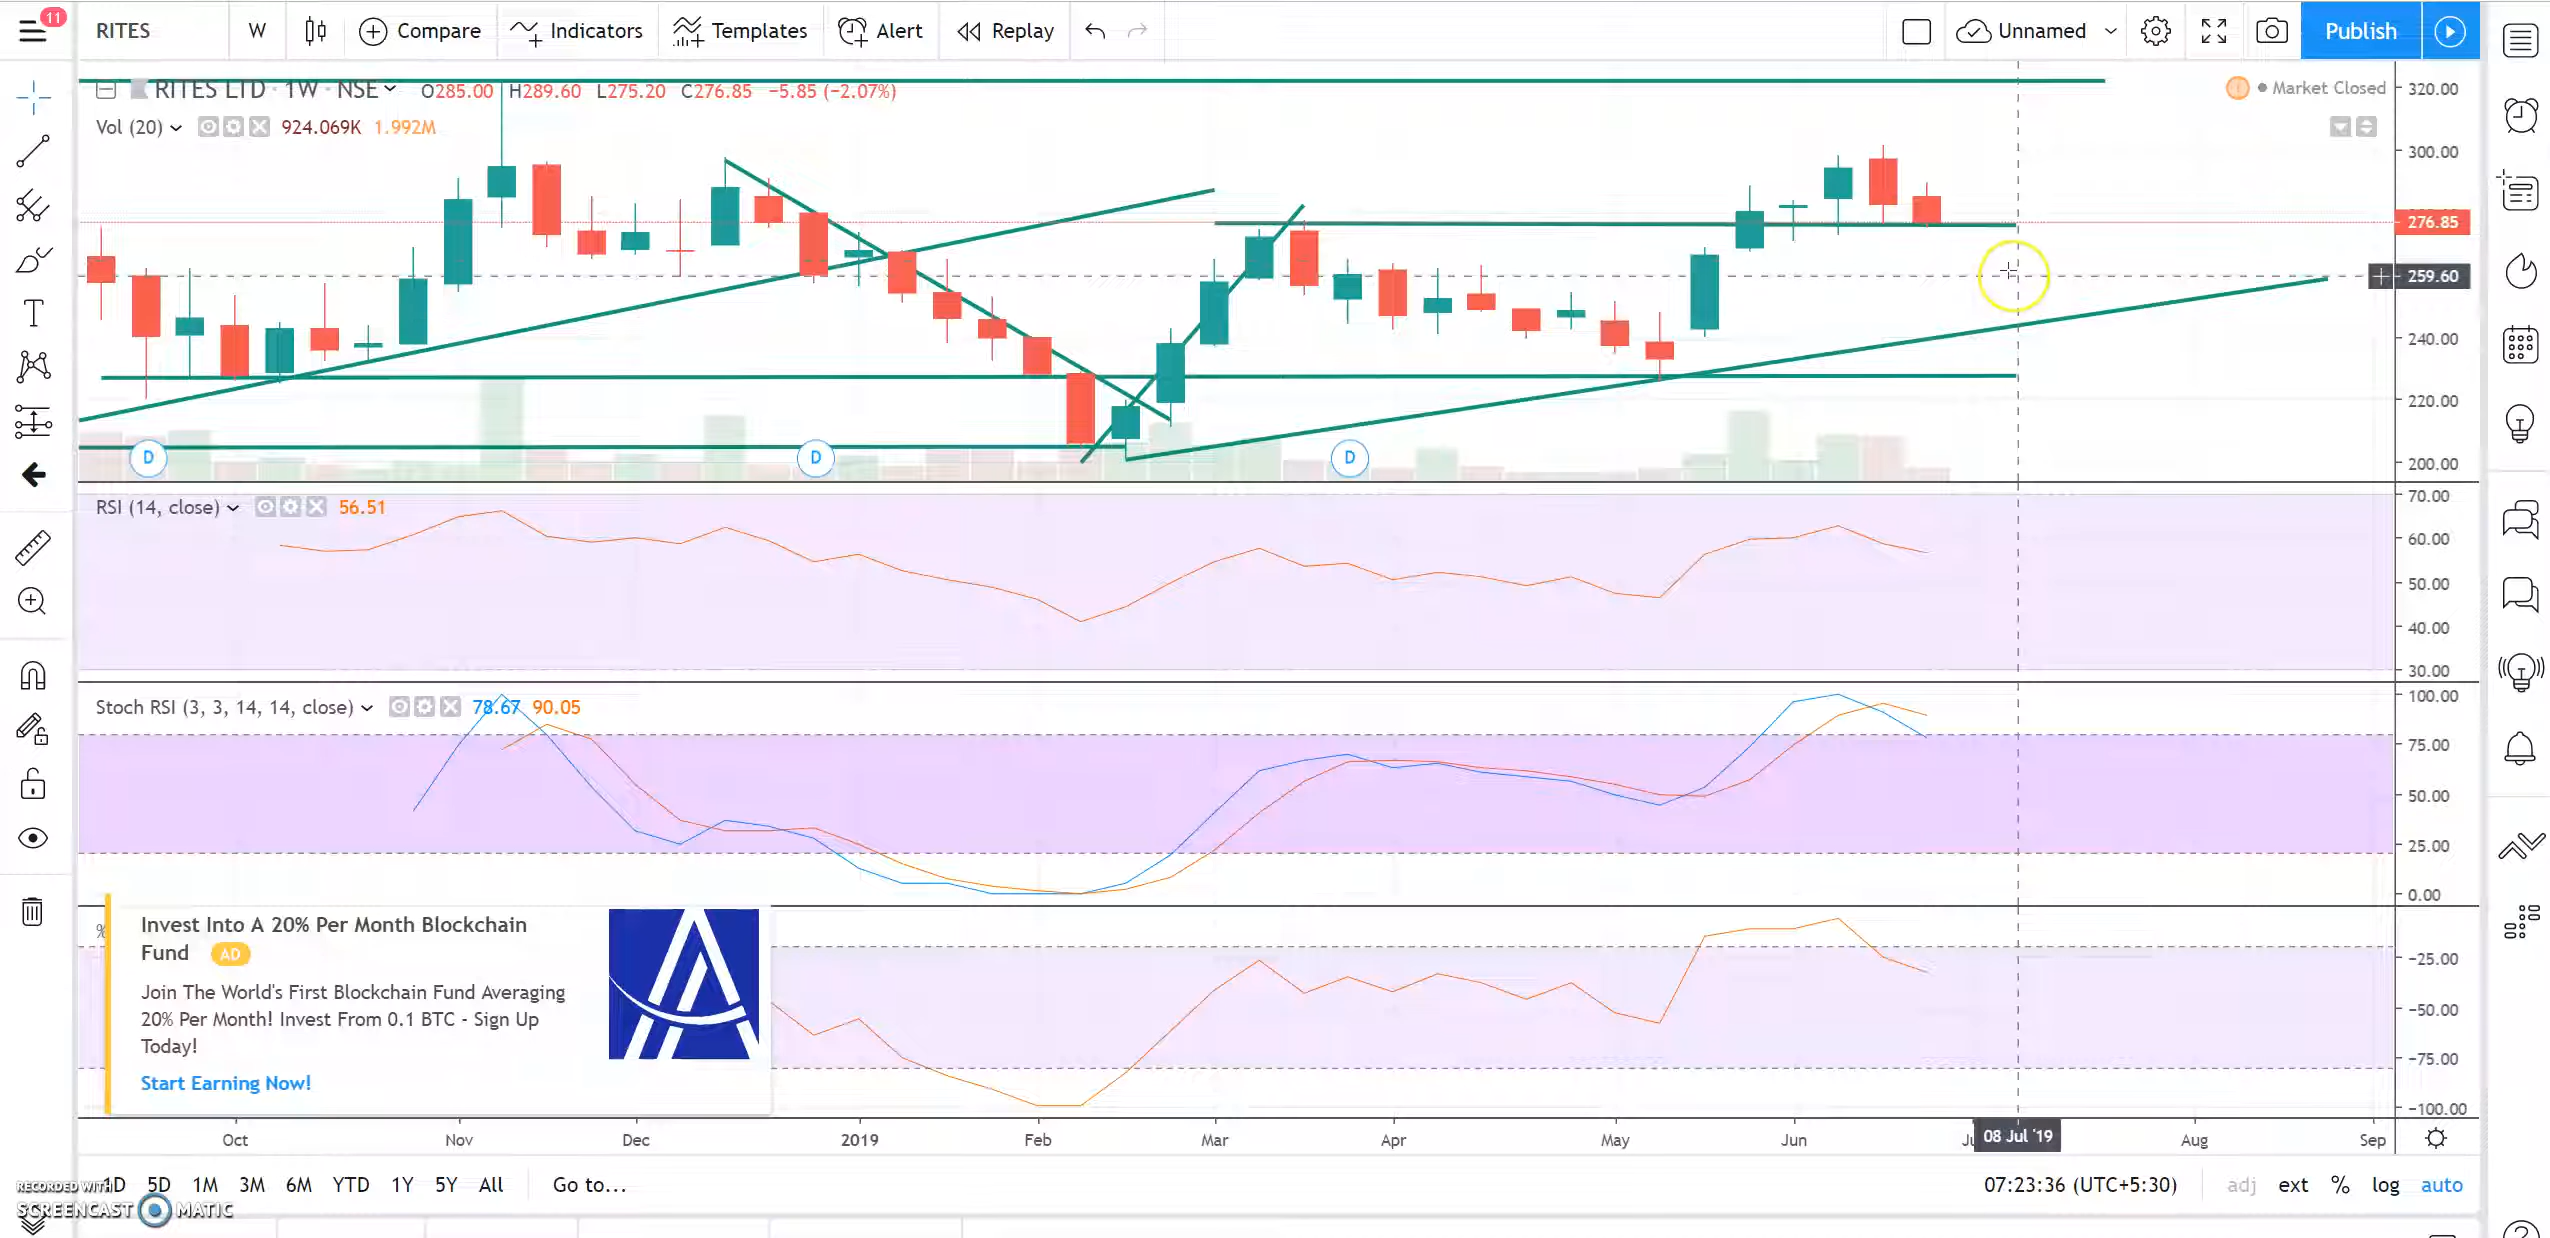 11 RITES W Compare Indicators Templates Alert Replay Unnamed Publish
RITES LTD · 1W · NSE O285.00 H289.60 L275.20 C276.85 −5.85 (−2.07%) Market Closed
Vol (20) 924.069K 1.992M
320.00
300.00
276.85
259.60
240.00
220.00
200.00
D D D
RSI (14, close) 56.51
70.00
60.00
50.00
40.00
30.00
Stoch RSI (3, 3, 14, 14, close) 78.67 90.05
100.00
75.00
50.00
25.00
0.00
%
Invest Into A 20% Per Month Blockchain
Fund AD
Join The World's First Blockchain Fund Averaging
20% Per Month! Invest From 0.1 BTC - Sign Up
Today!
Start Earning Now!
−25.00
−50.00
−75.00
−100.00
Oct Nov Dec 2019 Feb Mar Apr May Jun 08 Jul '19 Aug Sep
1D 5D 1M 3M 6M YTD 1Y 5Y All Go to... 07:23:36 (UTC+5:30) adj ext % log auto
RECORDED WITH
SCREENCAST MATIC